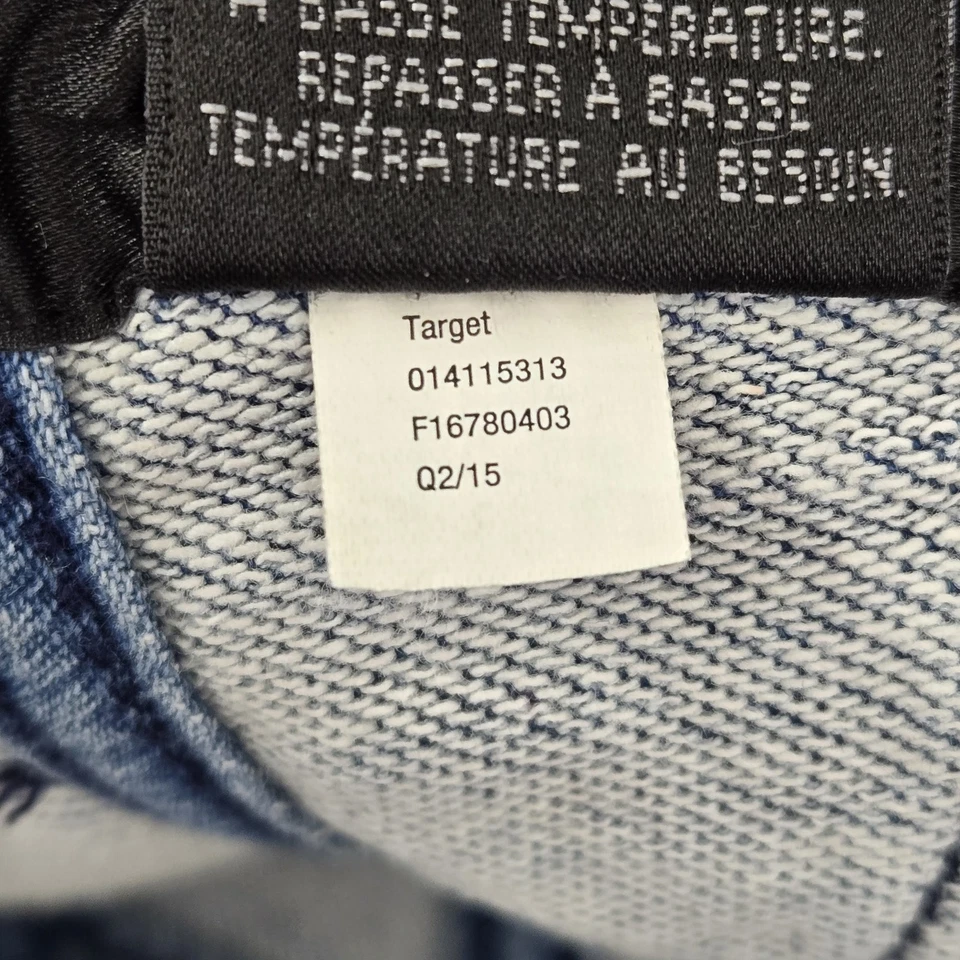 À BASSE TEMPÉRATURE.
REPASSER À BASSE
TEMPÉRATURE AU BESOIN.
Target
014115313
F16780403
Q2/15